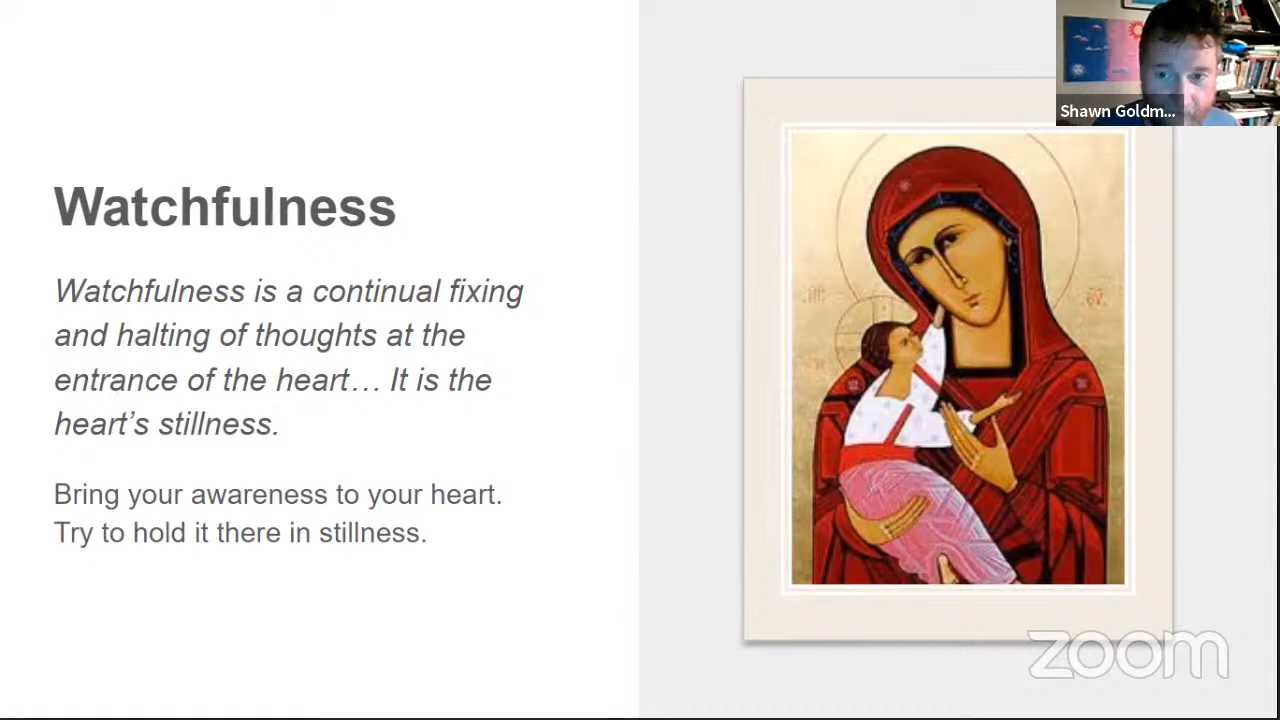 Watchfulness
Watchfulness is a continual fixing
and halting of thoughts at the
entrance of the heart… It is the
heart’s stillness.
Bring your awareness to your heart.
Try to hold it there in stillness.
Shawn Goldm...
zoom